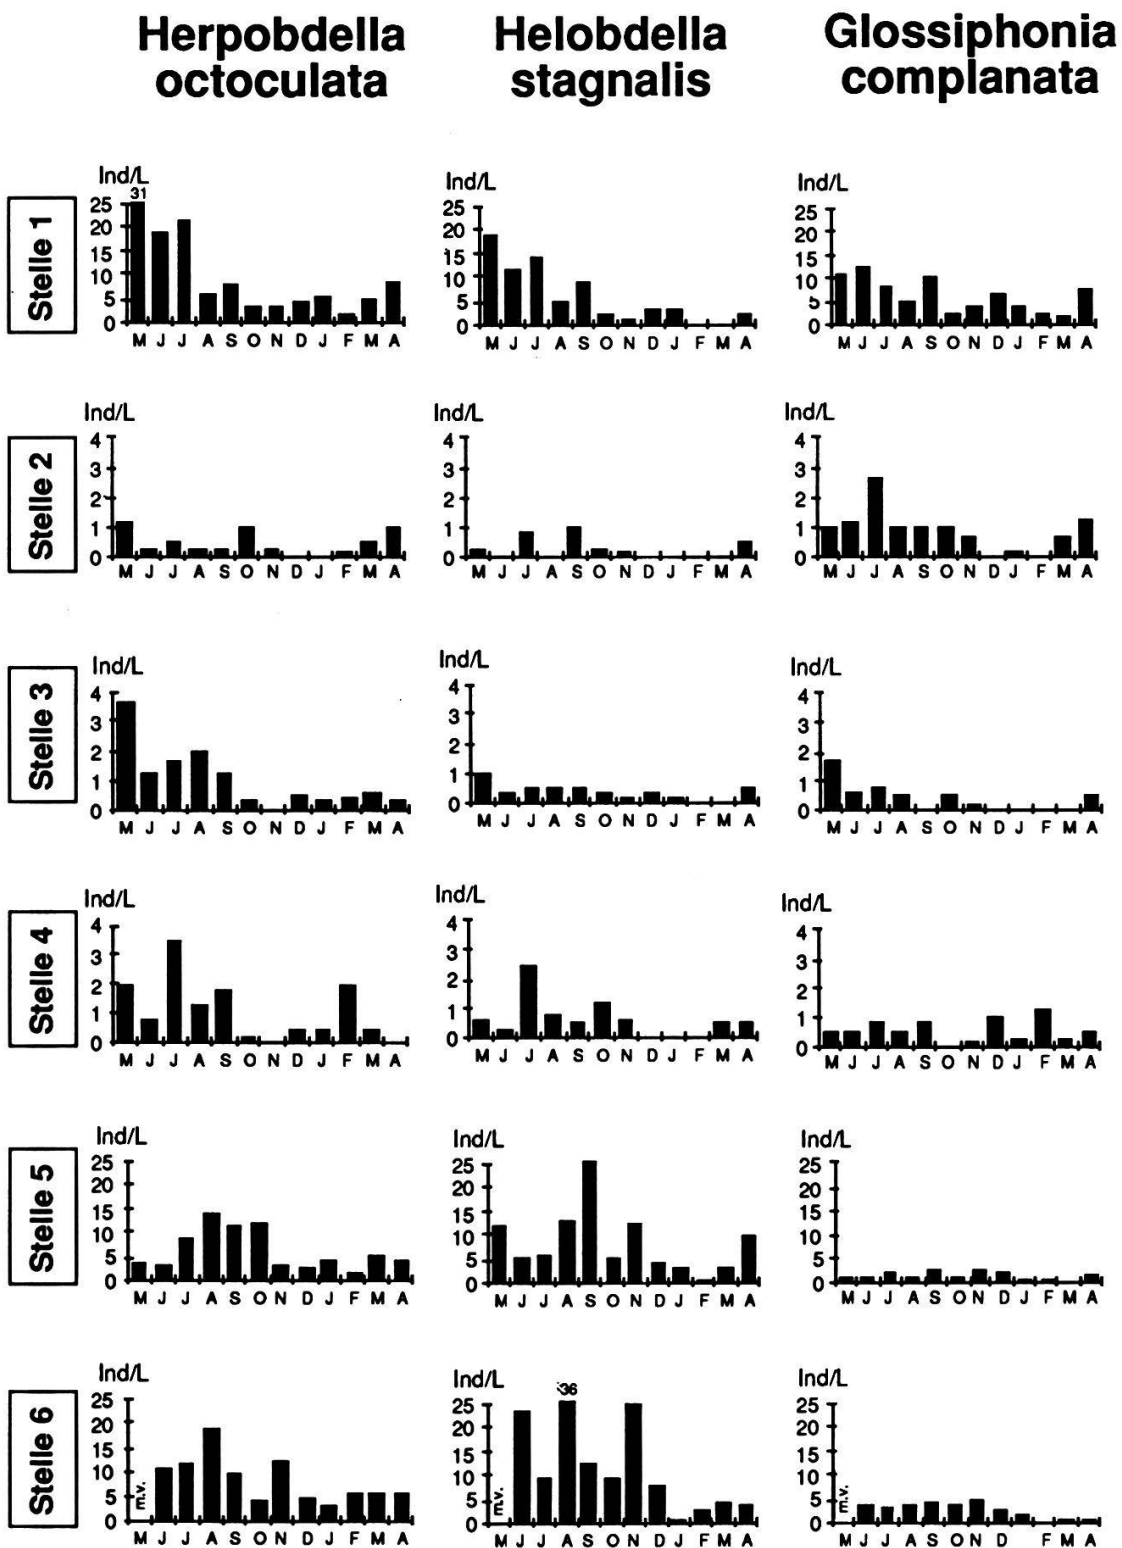 Herpobdella
octoculata
Helobdella
stagnalis
Glossiphonia
complanata
Stelle 1
Ind/L
31
25
20
15
10
5
0
M J J A S O N D J F M A
Ind/L
25
20
15
10
5
0
M J J A S O N D J F M A
Ind/L
25
20
15
10
5
0
M J J A S O N D J F M A
Stelle 2
Ind/L
4
3
2
1
0
M J J A S O N D J F M A
Ind/L
4
3
2
1
0
M J J A S O N D J F M A
Ind/L
4
3
2
1
0
M J J A S O N D J F M A
Stelle 3
Ind/L
4
3
2
1
0
M J J A S O N D J F M A
Ind/L
4
3
2
1
0
M J J A S O N D J F M A
Ind/L
4
3
2
1
0
M J J A S O N D J F M A
Stelle 4
Ind/L
4
3
2
1
0
M J J A S O N D J F M A
Ind/L
4
3
2
1
0
M J J A S O N D J F M A
Ind/L
4
3
2
1
0
M J J A S O N D J F M A
Stelle 5
Ind/L
25
20
15
10
5
0
M J J A S O N D J F M A
Ind/L
25
20
15
10
5
0
M J J A S O N D J F M A
Ind/L
25
20
15
10
5
0
M J J A S O N D F M A
Stelle 6
Ind/L
25
20
15
10
5
0
m.v.
M J J A S O N D J F M A
Ind/L
36
25
20
15
10
5
0
m.v.
M J J A S O N D J F M A
Ind/L
25
20
15
10
5
0
m.v.
M J J A S O N D F M A